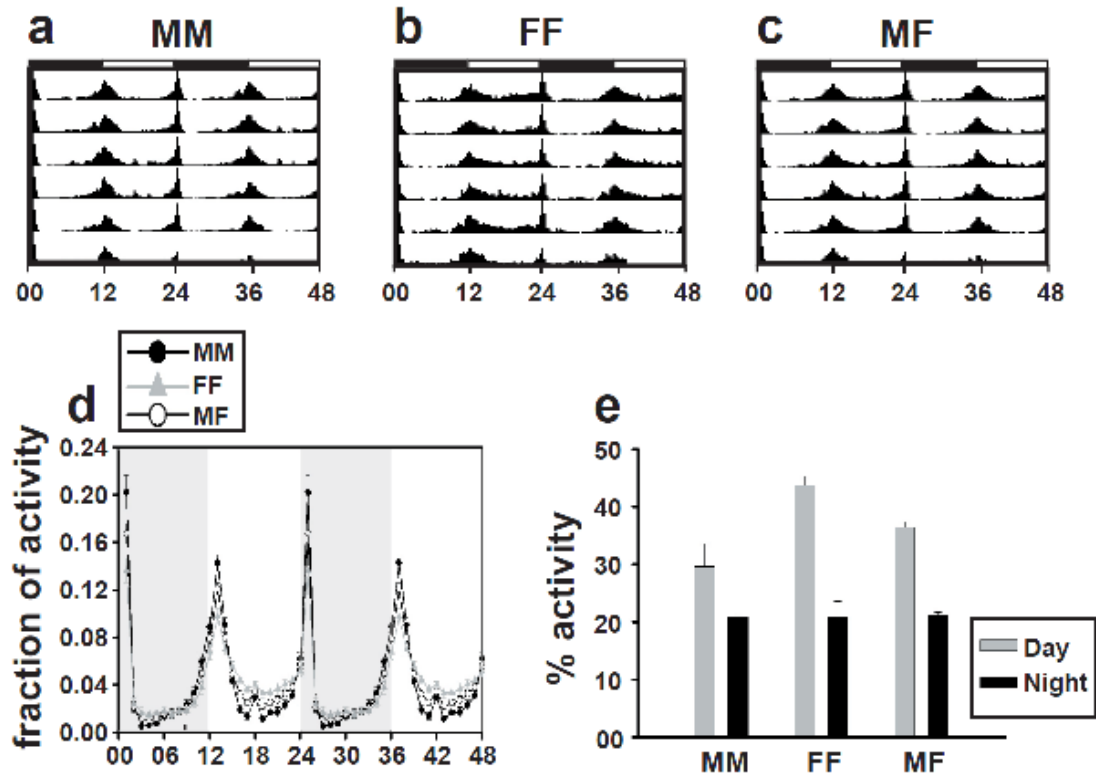 a MM b FF c MF
00 12 24 36 48 00 12 24 36 48 00 12 24 36 48
MM
FF
MF
d
fraction of activity
0.24
0.20
0.16
0.12
0.08
0.04
0.00
00 06 12 18 24 30 36 42 48
e
% activity
50
40
30
20
10
00
MM FF MF
Day
Night